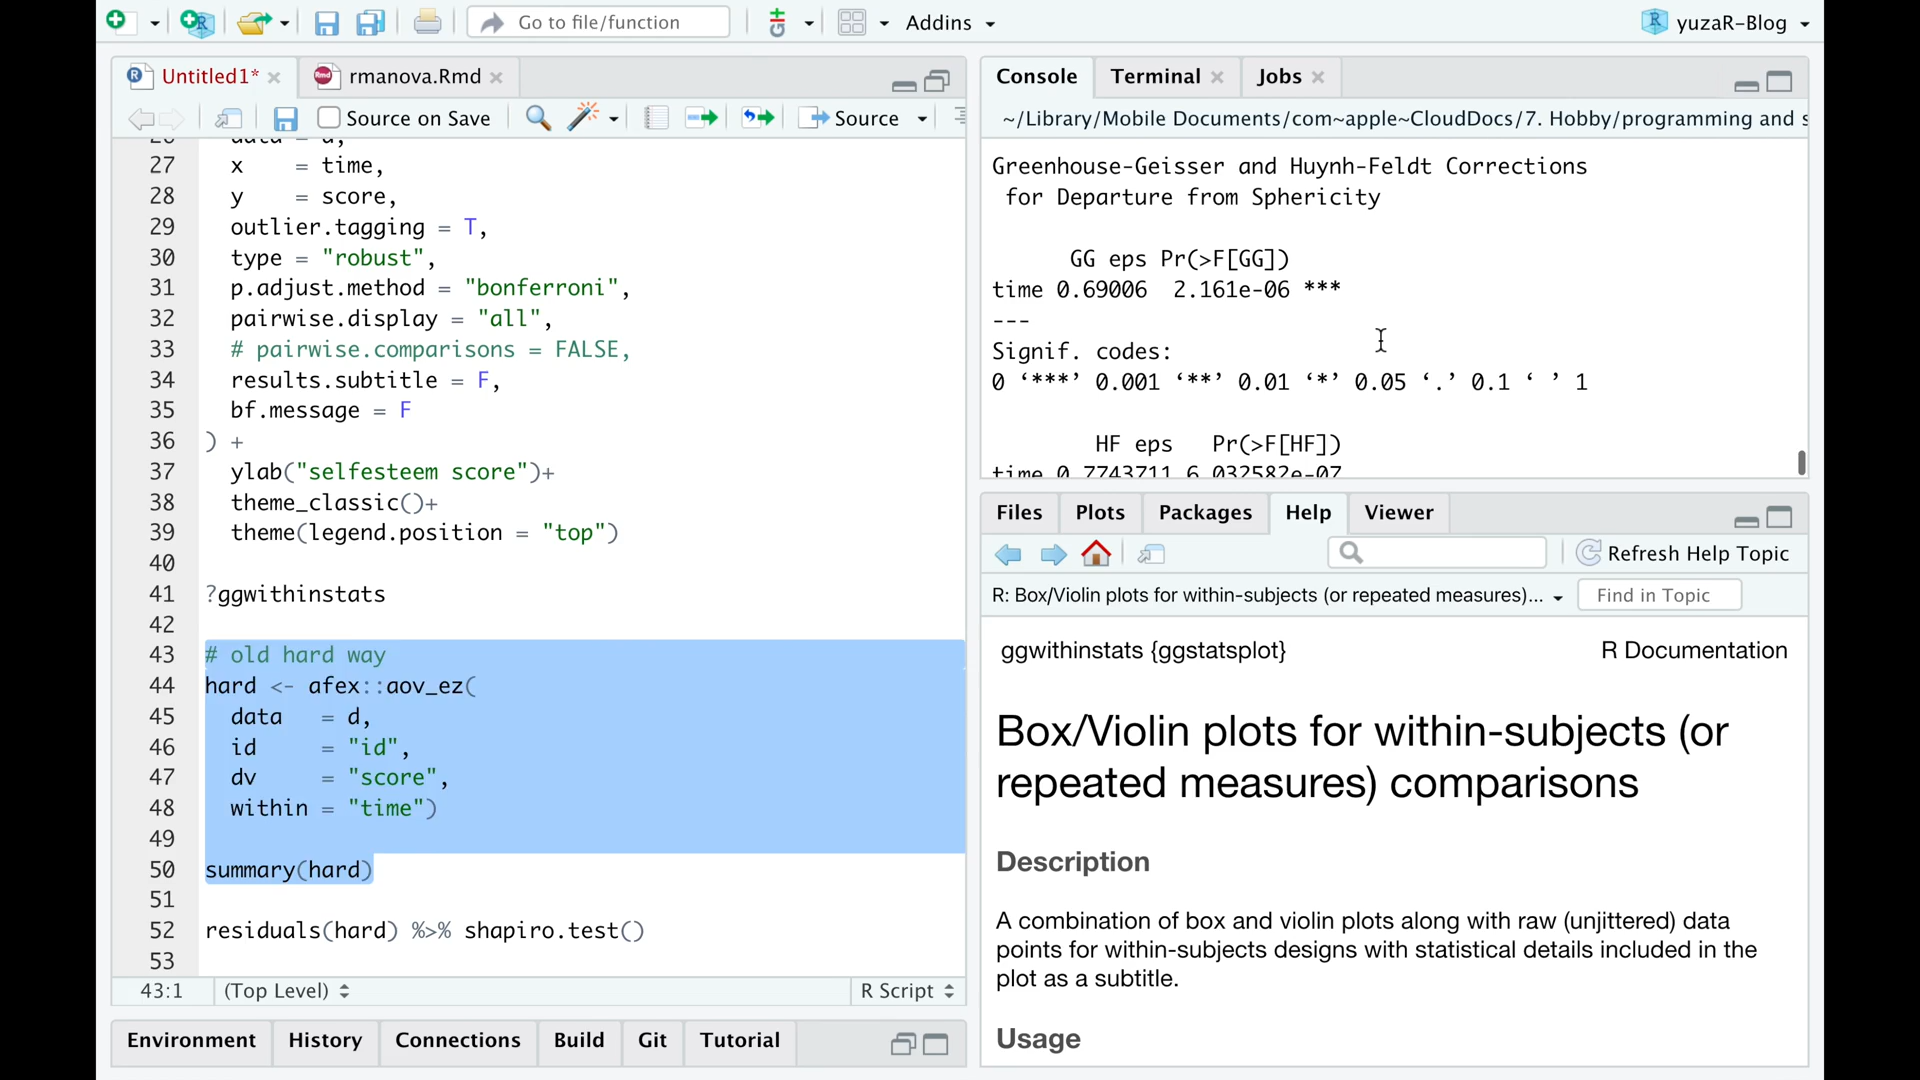 Go to file/function
Addins
yuzaR-Blog
Untitled1*
rmanova.Rmd
Source on Save
Source
27 x = time,
28 y = score,
29 outlier.tagging = T,
30 type = "robust",
31 p.adjust.method = "bonferroni",
32 pairwise.display = "all",
33 # pairwise.comparisons = FALSE,
34 results.subtitle = F,
35 bf.message = F
36 ) +
37 ylab("selfesteem score")+
38 theme_classic()+
39 theme(legend.position = "top")
40
41 ?ggwithinstats
42
43 # old hard way
44 hard <- afex::aov_ez(
45 data = d,
46 id = "id",
47 dv = "score",
48 within = "time")
49
50 summary(hard)
51
52 residuals(hard) %>% shapiro.test()
53
43:1 (Top Level) R Script
Environment History Connections Build Git Tutorial
Console Terminal Jobs
~/Library/Mobile Documents/com~apple~CloudDocs/7. Hobby/programming and s
Greenhouse-Geisser and Huynh-Feldt Corrections
for Departure from Sphericity
GG eps Pr(>F[GG])
time 0.69006 2.161e-06 ***
---
Signif. codes:
0 ‘***’ 0.001 ‘**’ 0.01 ‘*’ 0.05 ‘.’ 0.1 ‘ ’ 1
HF eps Pr(>F[HF])
time 0.7743711 6.032582e-07
Files Plots Packages Help Viewer
Refresh Help Topic
R: Box/Violin plots for within-subjects (or repeated measures)... Find in Topic
ggwithinstats {ggstatsplot} R Documentation
Box/Violin plots for within-subjects (or
repeated measures) comparisons
Description
A combination of box and violin plots along with raw (unjittered) data
points for within-subjects designs with statistical details included in the
plot as a subtitle.
Usage